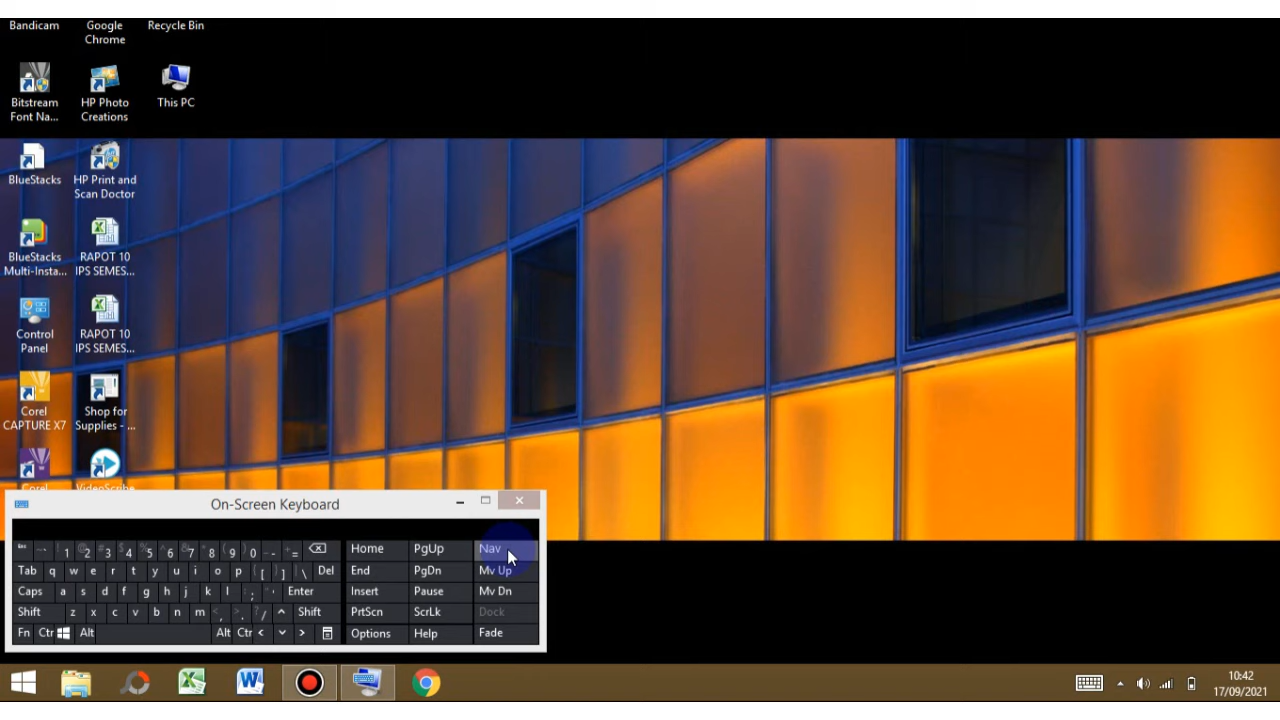 Bandicam
Google
Chrome
Recycle Bin
Bitstream
Font Na...
HP Photo
Creations
This PC
BlueStacks
HP Print and
Scan Doctor
BlueStacks
Multi-Insta...
RAPOT 10
IPS SEMES...
Control
Panel
RAPOT 10
IPS SEMES...
Corel
CAPTURE X7
Shop for
Supplies - ...
Corel
VideoScribe
On-Screen Keyboard
Esc ~ ` ! 1 @ 2 # 3 $ 4 % 5 ^ 6 & 7 * 8 ( 9 ) 0 _ - + = Home PgUp Nav
Tab q w e r t y u i o p { [ } ] | \ Del End PgDn Mv Up
Caps a s d f g h j k l : ; " ' Enter Insert Pause Mv Dn
Shift z x c v b n m < , > . ? / ^ Shift PrtScn ScrLk Dock
Fn Ctr Alt Alt Ctr < v > Options Help Fade
10:42
17/09/2021